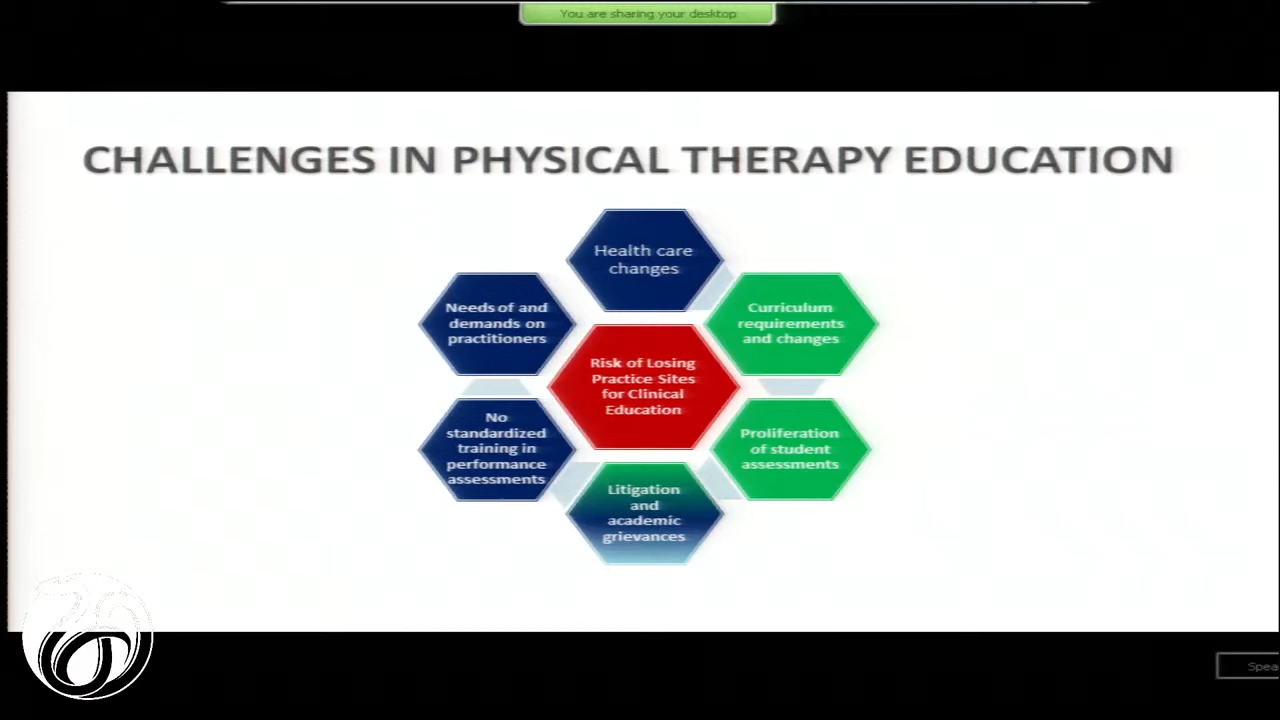 You are sharing your desktop
CHALLENGES IN PHYSICAL THERAPY EDUCATION
Health care
changes
Curriculum
requirements
and changes
Proliferation
of student
assessments
Litigation
and
academic
grievances
No
standardized
training in
performance
assessments
Needs of and
demands on
practitioners
Risk of Losing
Practice Sites
for Clinical
Education